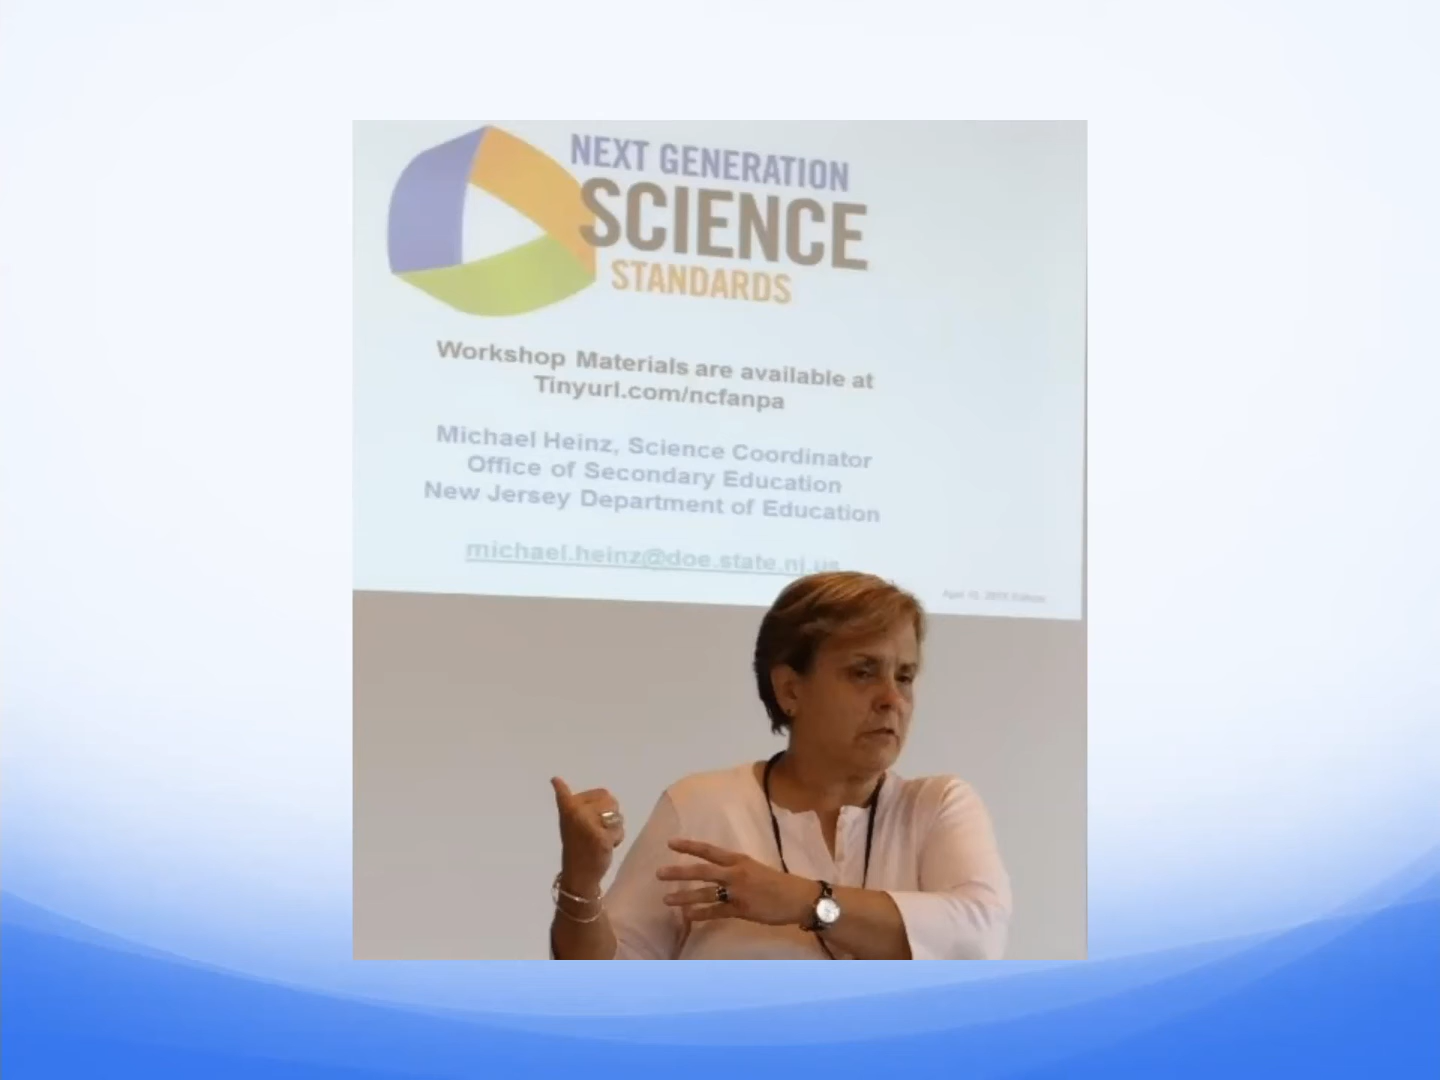 NEXT GENERATION
SCIENCE
STANDARDS
Workshop Materials are available at
Tinyurl.com/ncfanpa
Michael Heinz, Science Coordinator
Office of Secondary Education
New Jersey Department of Education
michael.heinz@doe.state.nj.us